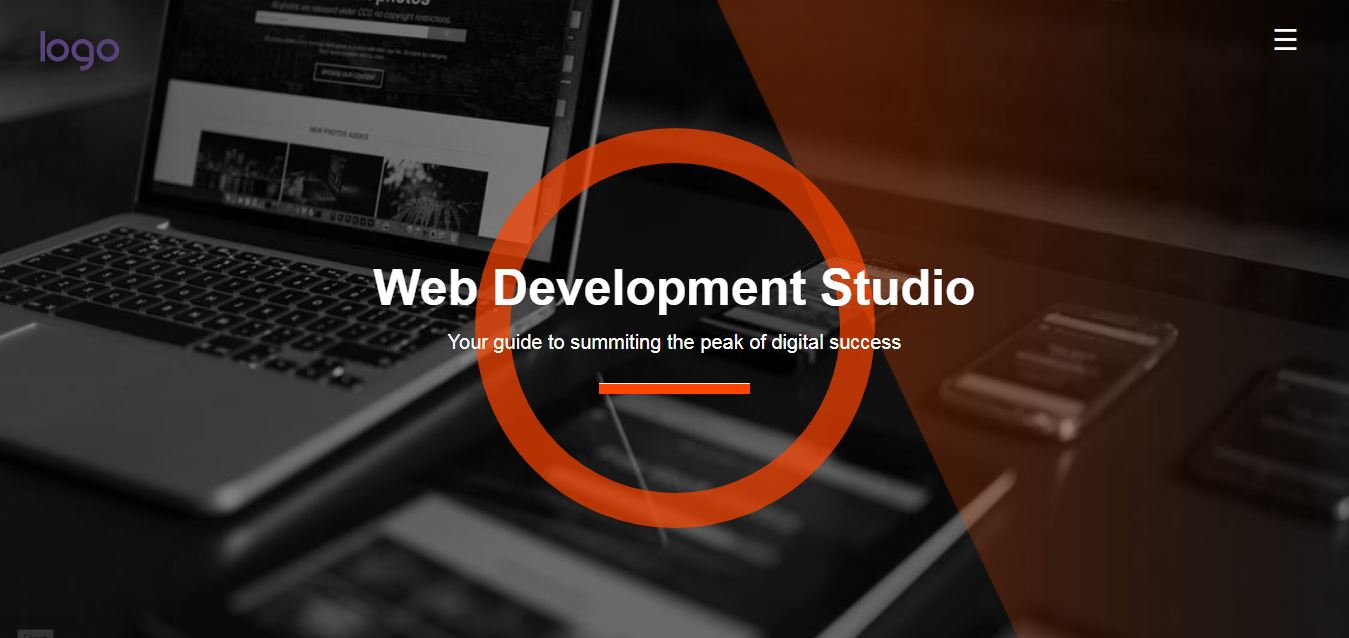 photos
All photos are released under CC0, no copyright restrictions.
logo
☰
BROWSE OUR CONTENT
NEW PHOTOS ADDED
Web Development Studio
Your guide to summiting the peak of digital success